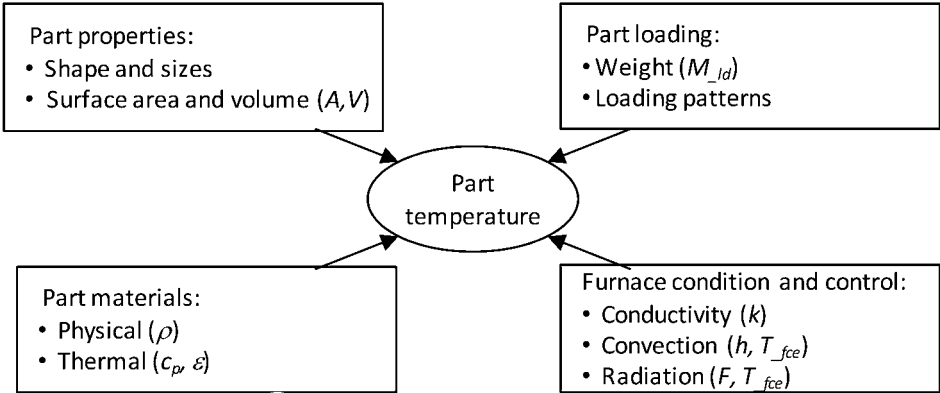 Part properties:
• Shape and sizes
• Surface area and volume (A,V)
Part loading:
• Weight (M_ld)
• Loading patterns
Part
temperature
Part materials:
• Physical (ρ)
• Thermal (cp, ε)
Furnace condition and control:
• Conductivity (k)
• Convection (h, T_fce)
• Radiation (F, T_fce)